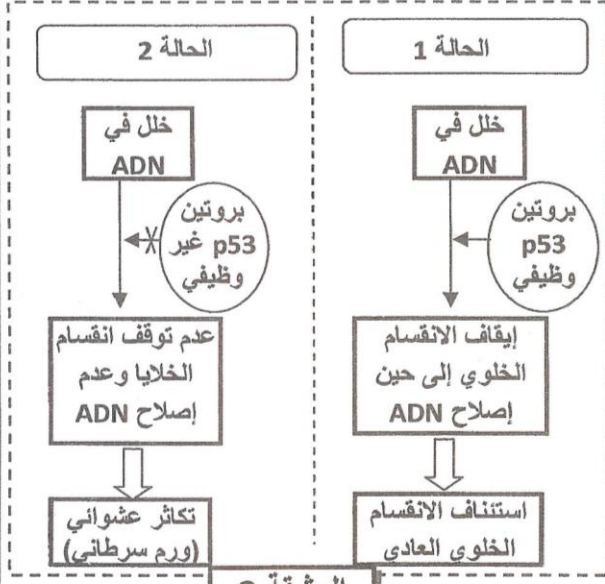 الحالة 1
خلل في
ADN
بروتين
p53
وظيفي
إيقاف الانقسام
الخلوي إلى حين
إصلاح ADN
استئناف الانقسام
الخلوي العادي
الحالة 2
خلل في
ADN
بروتين
p53 غير
وظيفي
عدم توقف انقسام
الخلايا وعدم
إصلاح ADN
تكاثر عشوائي
(ورم سرطاني)